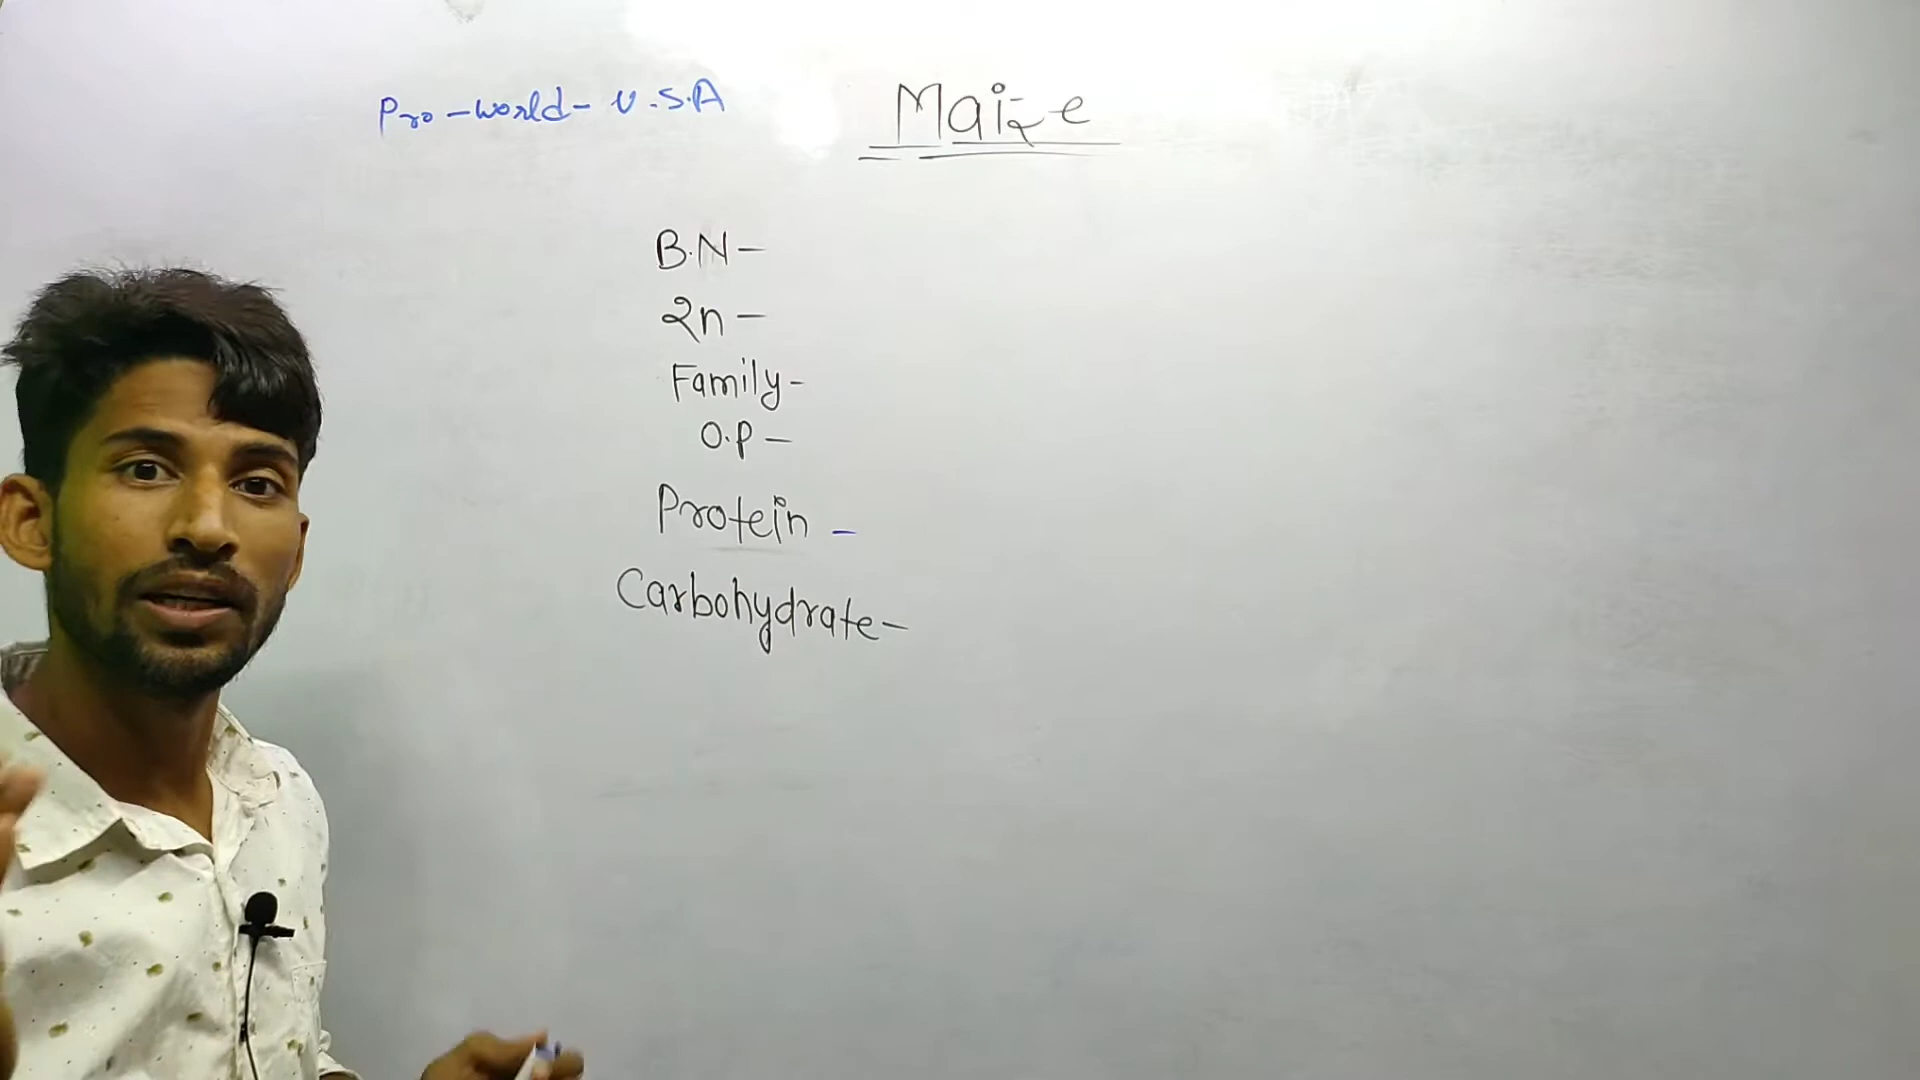 Pro - world - U.S.A
Maize
B.N -
2n -
Family -
O.P -
Protein -
Carbohydrate -